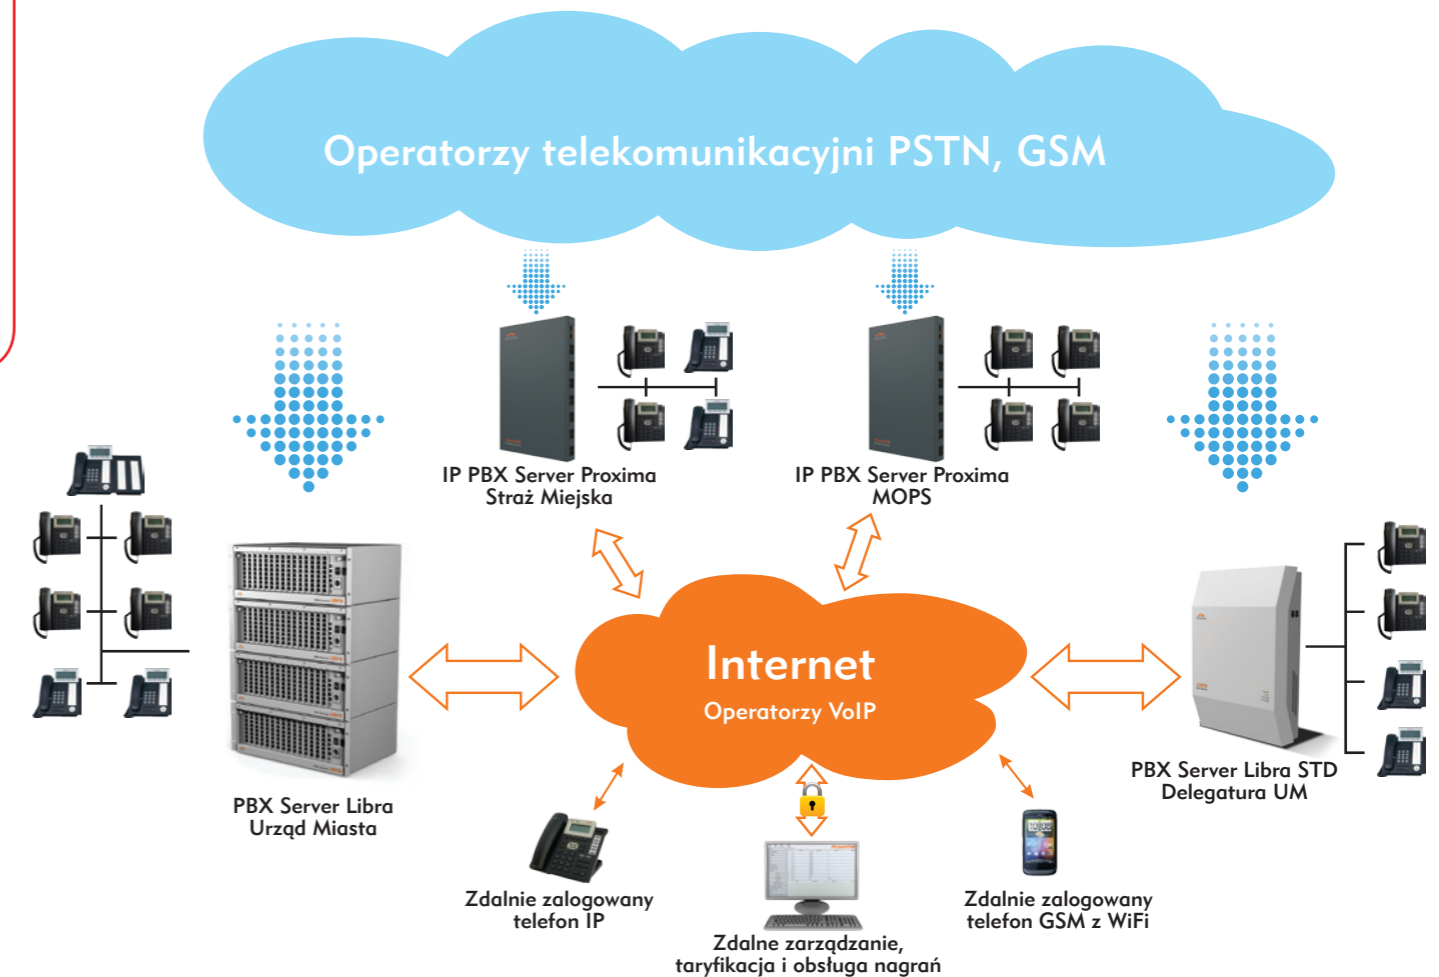 Operatorzy telekomunikacyjni PSTN, GSM
IP PBX Server Proxima
Straż Miejska
IP PBX Server Proxima
MOPS
Internet
Operatorzy VoIP
PBX Server Libra
Urząd Miasta
PBX Server Libra STD
Delegatura UM
Zdalnie zalogowany
telefon IP
Zdalne zarządzanie,
taryfikacja i obsługa nagrań
Zdalnie zalogowany
telefon GSM z WiFi